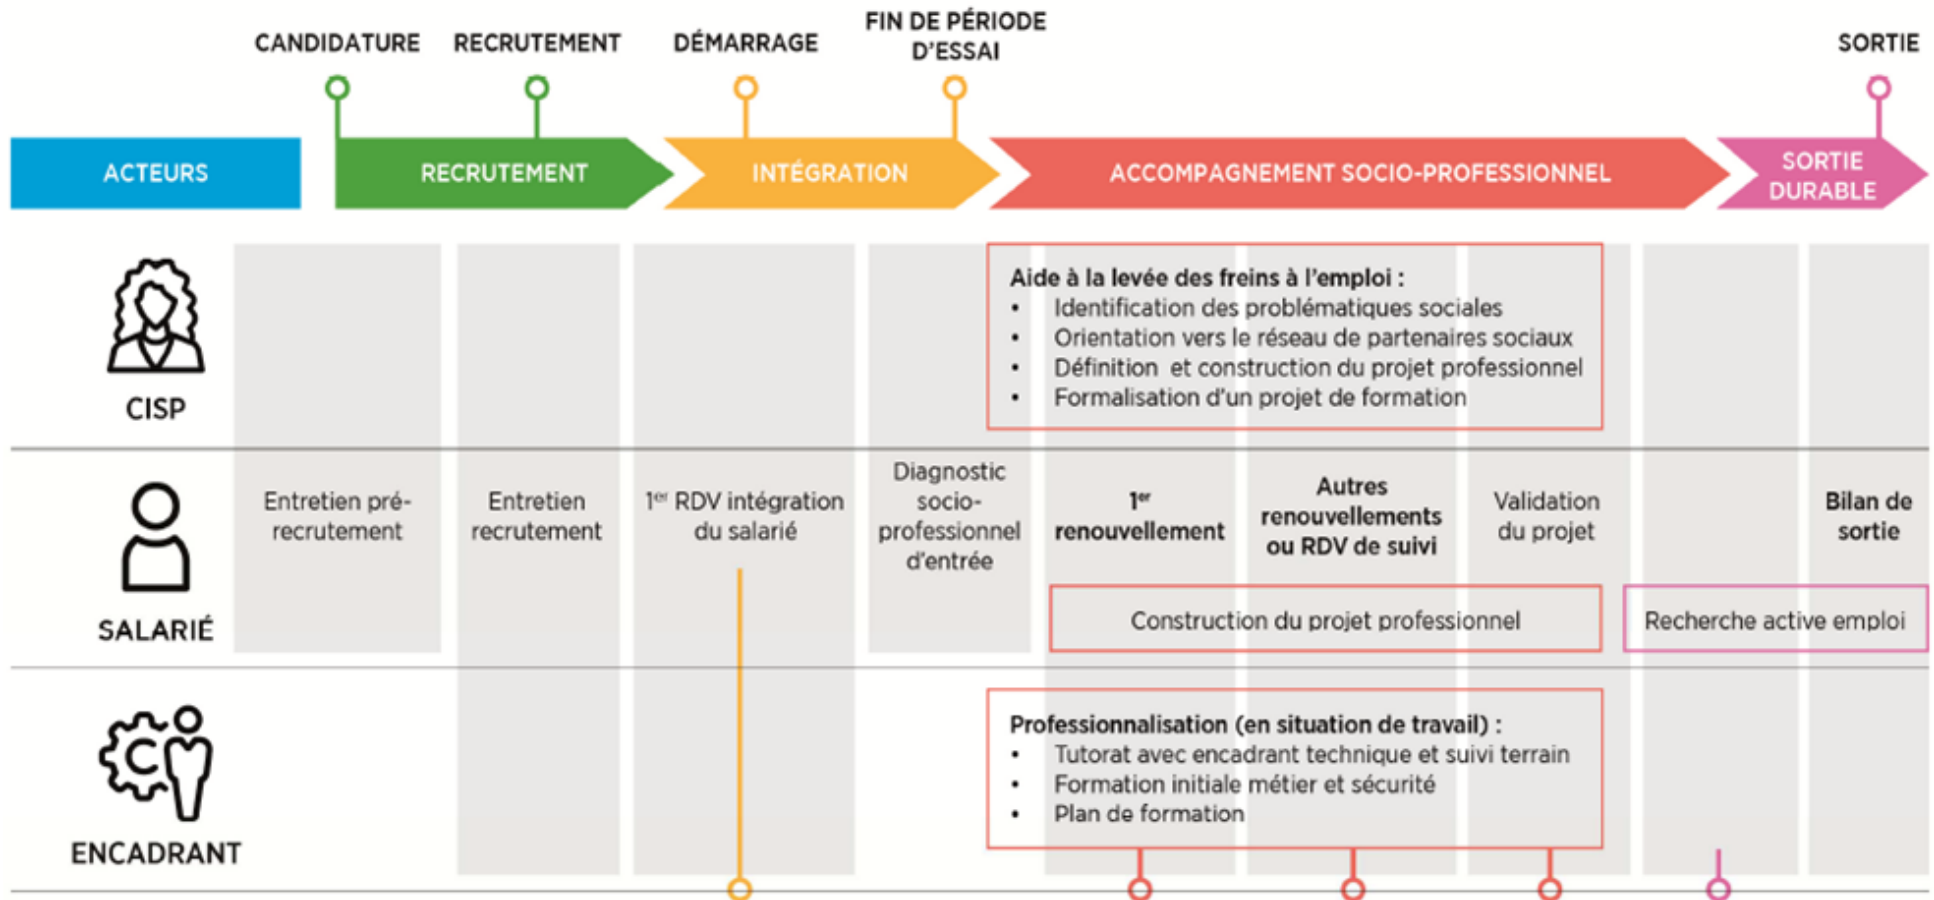 CANDIDATURE
RECRUTEMENT
DÉMARRAGE
FIN DE PÉRIODE
D'ESSAI
SORTIE
ACTEURS
RECRUTEMENT
INTÉGRATION
ACCOMPAGNEMENT SOCIO-PROFESSIONNEL
SORTIE
DURABLE
CISP
Aide à la levée des freins à l'emploi :
• Identification des problématiques sociales
• Orientation vers le réseau de partenaires sociaux
• Définition et construction du projet professionnel
• Formalisation d'un projet de formation
SALARIÉ
Entretien pré-
recrutement
Entretien
recrutement
1er RDV intégration
du salarié
Diagnostic
socio-
professionnel
d'entrée
1er
renouvellement
Autres
renouvellements
ou RDV de suivi
Validation
du projet
Bilan de
sortie
Construction du projet professionnel
Recherche active emploi
C
ENCADRANT
Professionnalisation (en situation de travail) :
• Tutorat avec encadrant technique et suivi terrain
• Formation initiale métier et sécurité
• Plan de formation